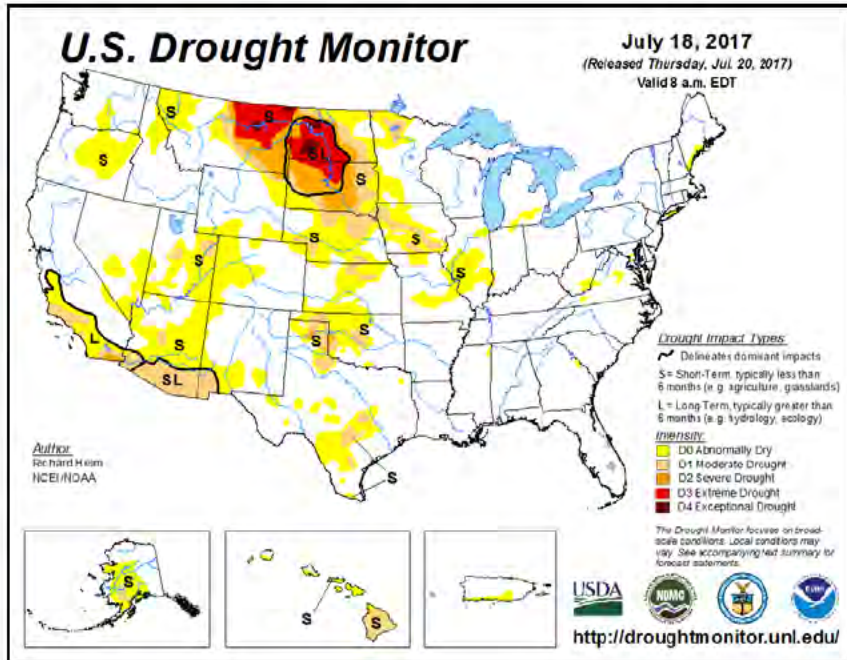 U.S. Drought Monitor
July 18, 2017
(Released Thursday, Jul. 20, 2017)
Valid 8 a.m. EDT
S
S
S
SL
S
S
S
S
S
L
S
S
SL
S
S
Drought Impact Types:
Delineates dominant impacts
S = Short-Term, typically less than
6 months (e.g. agriculture, grasslands)
L = Long-Term, typically greater than
6 months (e.g. hydrology, ecology)
Intensity:
D0 Abnormally Dry
D1 Moderate Drought
D2 Severe Drought
D3 Extreme Drought
D4 Exceptional Drought
Author:
Richard Heim
NCEI/NOAA
The Drought Monitor focuses on broad-
scale conditions. Local conditions may
vary. See accompanying text summary for
forecast statements.
S
S
S
USDA
NDMC
http://droughtmonitor.unl.edu/